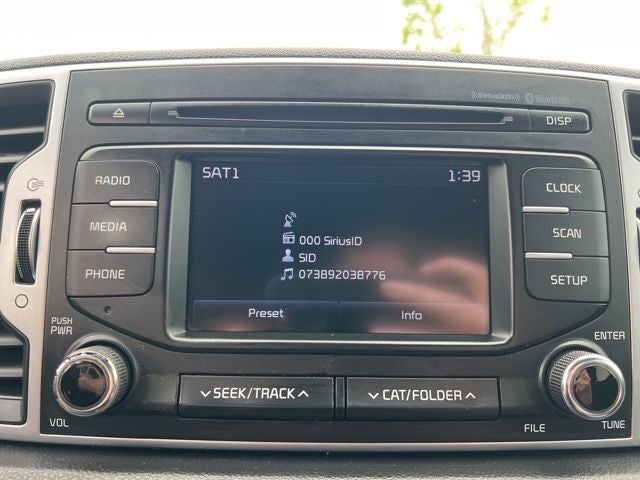 ((SiriusXM)) Bluetooth
DISP
RADIO
MEDIA
PHONE
SAT1 1:39
000 SiriusID
SID
073892038776
Preset Info
CLOCK
SCAN
SETUP
PUSH
PWR
VOL
SEEK/TRACK
CAT/FOLDER
ENTER
FILE
TUNE